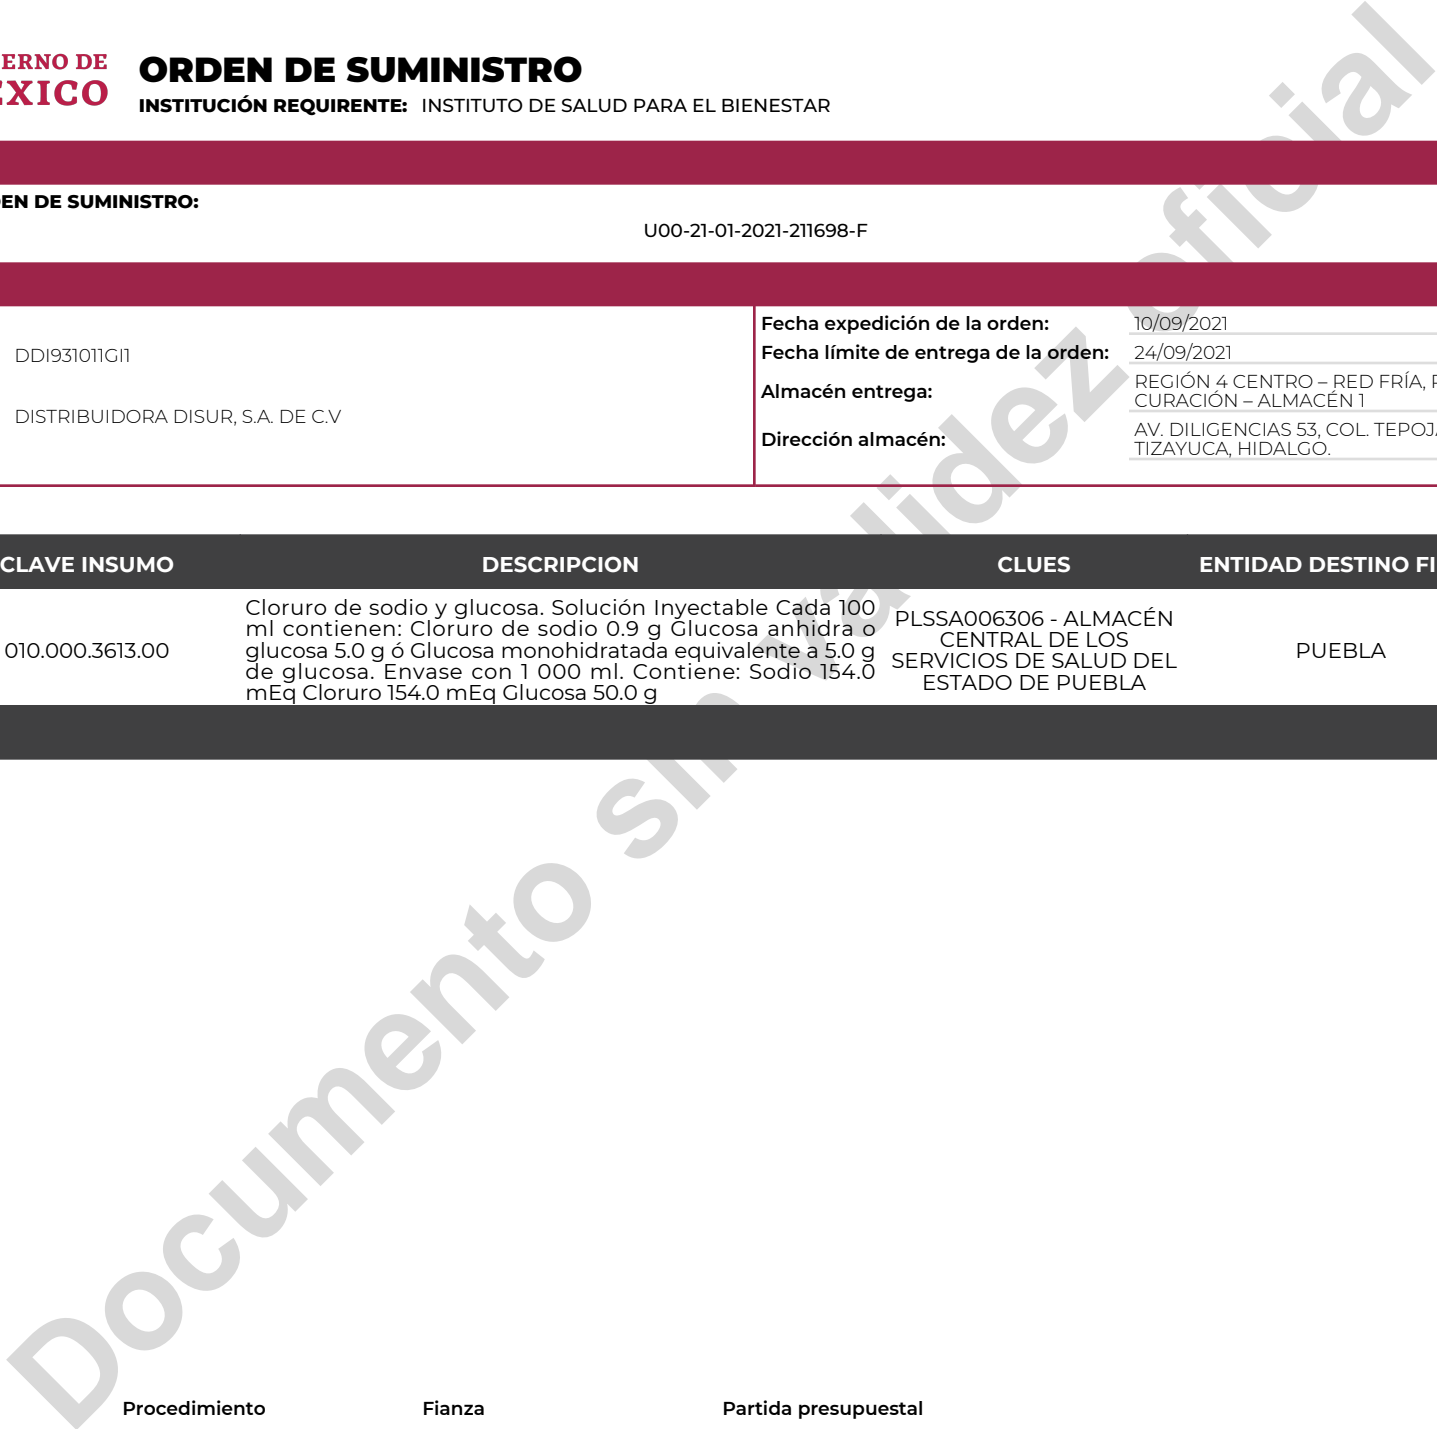 ERNO DE
EXICO
ORDEN DE SUMINISTRO
INSTITUCIÓN REQUIRENTE: INSTITUTO DE SALUD PARA EL BIENESTAR
EN DE SUMINISTRO:
U00-21-01-2021-211698-F
DDI931011GI1
DISTRIBUIDORA DISUR, S.A. DE C.V
Fecha expedición de la orden: 10/09/2021
Fecha límite de entrega de la orden: 24/09/2021
Almacén entrega: REGIÓN 4 CENTRO – RED FRÍA,
CURACIÓN – ALMACÉN 1
Dirección almacén: AV. DILIGENCIAS 53, COL. TEPOJ
TIZAYUCA, HIDALGO.
CLAVE INSUMO DESCRIPCION CLUES ENTIDAD DESTINO FI
010.000.3613.00
Cloruro de sodio y glucosa. Solución Inyectable Cada 100
ml contienen: Cloruro de sodio 0.9 g Glucosa anhidra o
glucosa 5.0 g ó Glucosa monohidratada equivalente a 5.0 g
de glucosa. Envase con 1 000 ml. Contiene: Sodio 154.0
mEq Cloruro 154.0 mEq Glucosa 50.0 g
PLSSA006306 - ALMACÉN
CENTRAL DE LOS
SERVICIOS DE SALUD DEL
ESTADO DE PUEBLA
PUEBLA
Documento sin validez oficial
Procedimiento Fianza Partida presupuestal